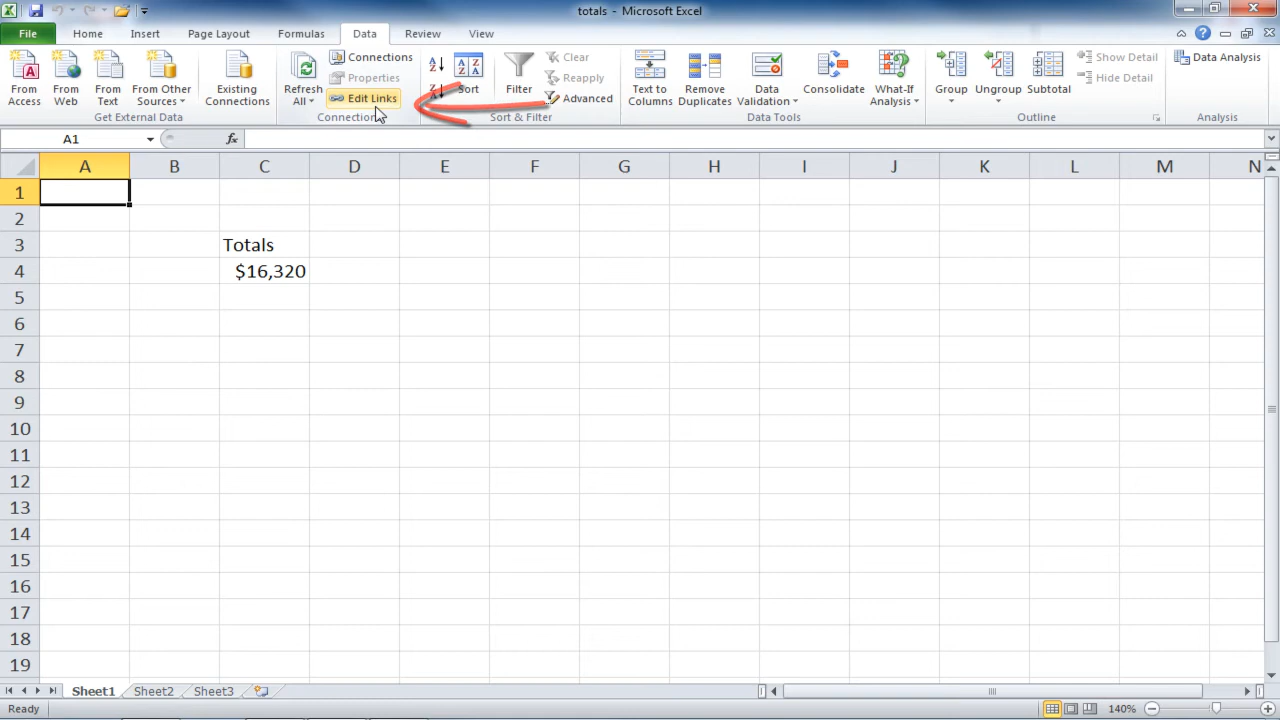 totals - Microsoft Excel
File Home Insert Page Layout Formulas Data Review View
From Access
From Web
From Text
From Other Sources
Existing Connections
Get External Data
Refresh All
Connections
Properties
Edit Links
Connection
Sort
Filter
Clear
Reapply
Advanced
Sort & Filter
Text to Columns
Remove Duplicates
Data Validation
Consolidate
What-If Analysis
Data Tools
Group
Ungroup
Subtotal
Show Detail
Hide Detail
Outline
Data Analysis
Analysis
A1 fx
A B C D E F G H I J K L M N
1
2
3 Totals
4 $16,320
5
6
7
8
9
10
11
12
13
14
15
16
17
18
19
Sheet1 Sheet2 Sheet3
Ready 140%